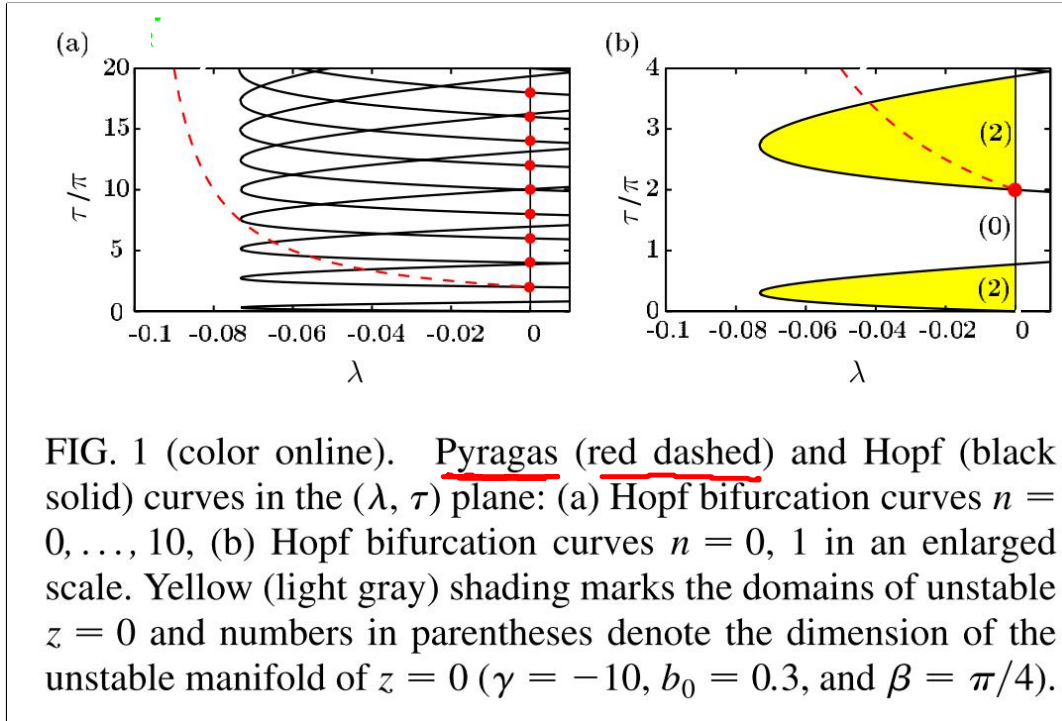 (a)
(b)
20
15
10
5
0
τ/π
-0.1 -0.08 -0.06 -0.04 -0.02 0
λ
4
3
2
1
0
τ/π
(2)
(0)
(2)
-0.1 -0.08 -0.06 -0.04 -0.02 0
λ
FIG. 1 (color online). Pyragas (red dashed) and Hopf (black
solid) curves in the (λ, τ) plane: (a) Hopf bifurcation curves n =
0, . . . , 10, (b) Hopf bifurcation curves n = 0, 1 in an enlarged
scale. Yellow (light gray) shading marks the domains of unstable
z = 0 and numbers in parentheses denote the dimension of the
unstable manifold of z = 0 (γ = −10, b₀ = 0.3, and β = π/4).